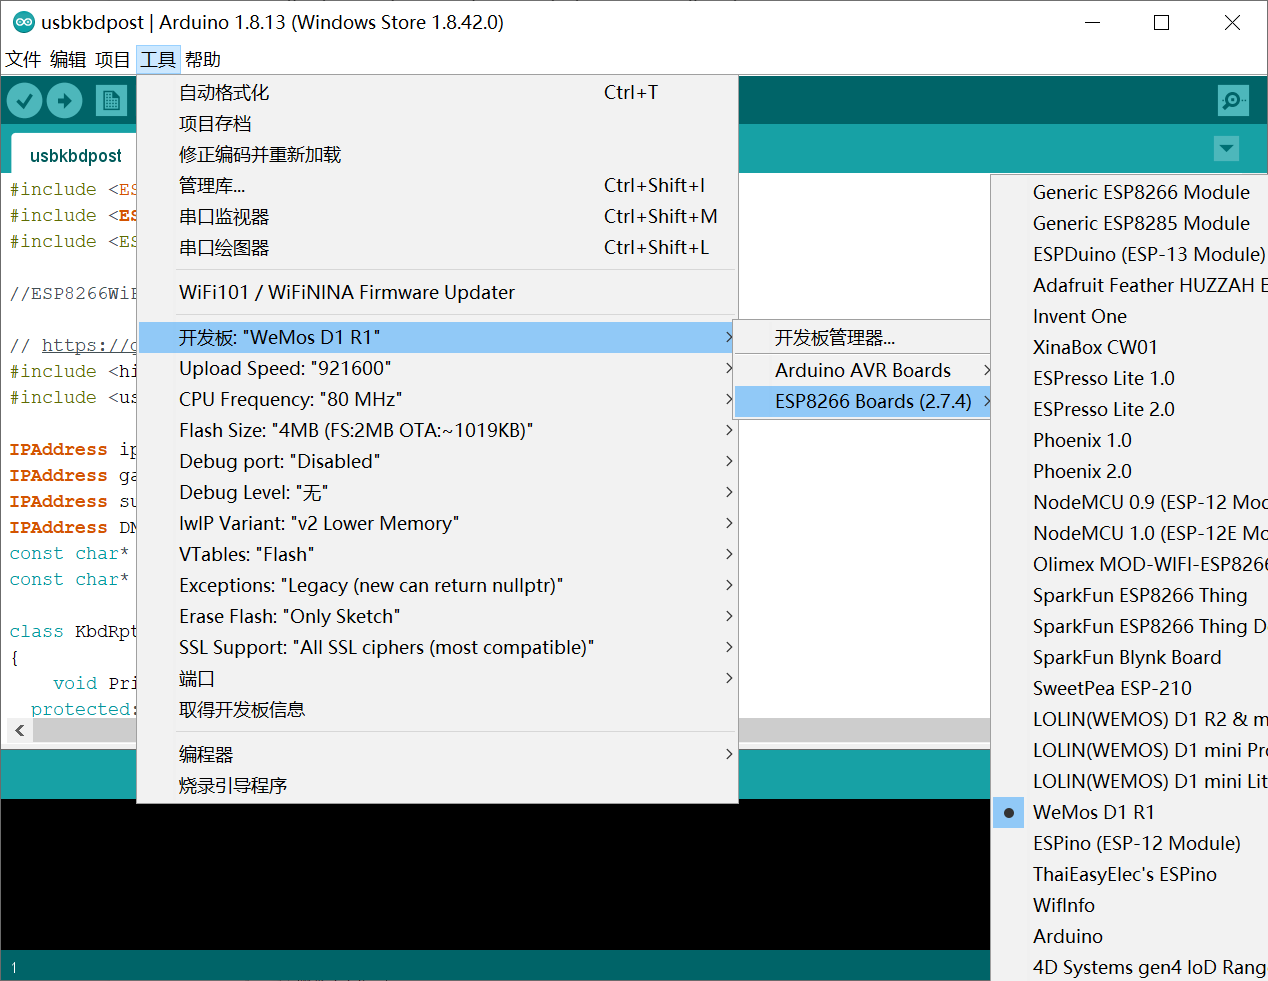 usbkbdpost | Arduino 1.8.13 (Windows Store 1.8.42.0)
文件 编辑 项目 工具 帮助
usbkbdpost
#include <ES
#include <ES
#include <ES
//ESP8266WiF
// https://g
#include <hi
#include <us
IPAddress ip
IPAddress ga
IPAddress su
IPAddress DN
const char*
const char*
class KbdRpt
{
void Pri
protected:
自动格式化 Ctrl+T
项目存档
修正编码并重新加载
管理库... Ctrl+Shift+I
串口监视器 Ctrl+Shift+M
串口绘图器 Ctrl+Shift+L
WiFi101 / WiFiNINA Firmware Updater
开发板: "WeMos D1 R1"
Upload Speed: "921600"
CPU Frequency: "80 MHz"
Flash Size: "4MB (FS:2MB OTA:~1019KB)"
Debug port: "Disabled"
Debug Level: "无"
lwIP Variant: "v2 Lower Memory"
VTables: "Flash"
Exceptions: "Legacy (new can return nullptr)"
Erase Flash: "Only Sketch"
SSL Support: "All SSL ciphers (most compatible)"
端口
取得开发板信息
编程器
烧录引导程序
开发板管理器...
Arduino AVR Boards
ESP8266 Boards (2.7.4)
Generic ESP8266 Module
Generic ESP8285 Module
ESPDuino (ESP-13 Module)
Adafruit Feather HUZZAH E
Invent One
XinaBox CW01
ESPresso Lite 1.0
ESPresso Lite 2.0
Phoenix 1.0
Phoenix 2.0
NodeMCU 0.9 (ESP-12 Mod
NodeMCU 1.0 (ESP-12E Mo
Olimex MOD-WIFI-ESP8266
SparkFun ESP8266 Thing
SparkFun ESP8266 Thing D
SparkFun Blynk Board
SweetPea ESP-210
LOLIN(WEMOS) D1 R2 & m
LOLIN(WEMOS) D1 mini Pro
LOLIN(WEMOS) D1 mini Lit
WeMos D1 R1
ESPino (ESP-12 Module)
ThaiEasyElec's ESPino
WifInfo
Arduino
4D Systems gen4 IoD Rang
1